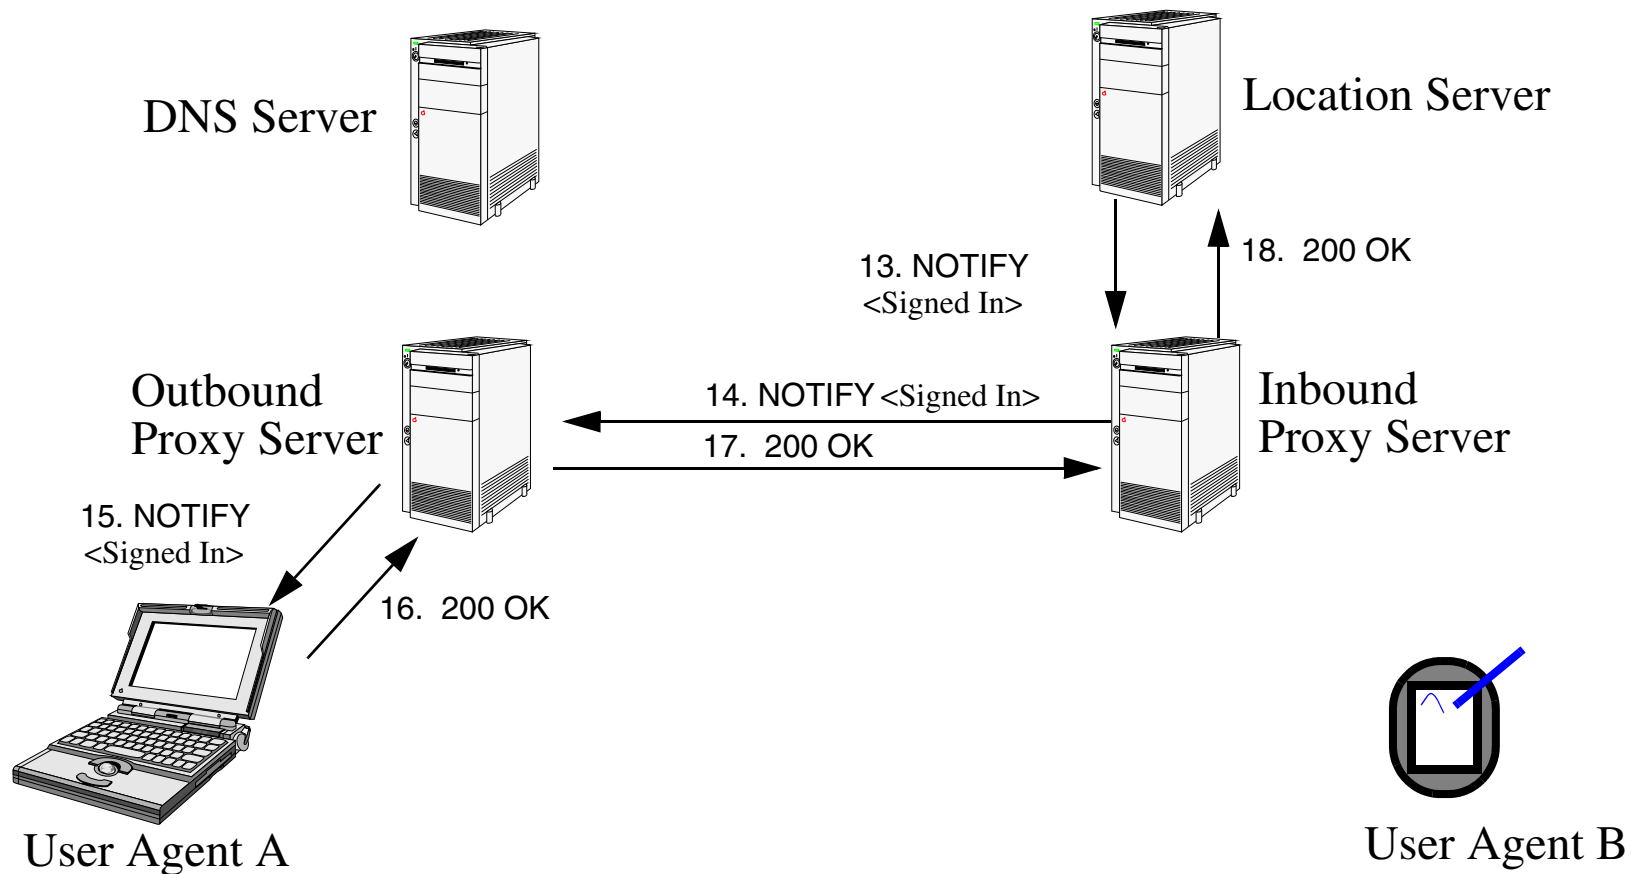 DNS Server
Location Server
13. NOTIFY
<Signed In>
18.  200 OK
Outbound
Proxy Server
14. NOTIFY <Signed In>
17.  200 OK
Inbound
Proxy Server
15. NOTIFY
<Signed In>
16.  200 OK
User Agent A
User Agent B